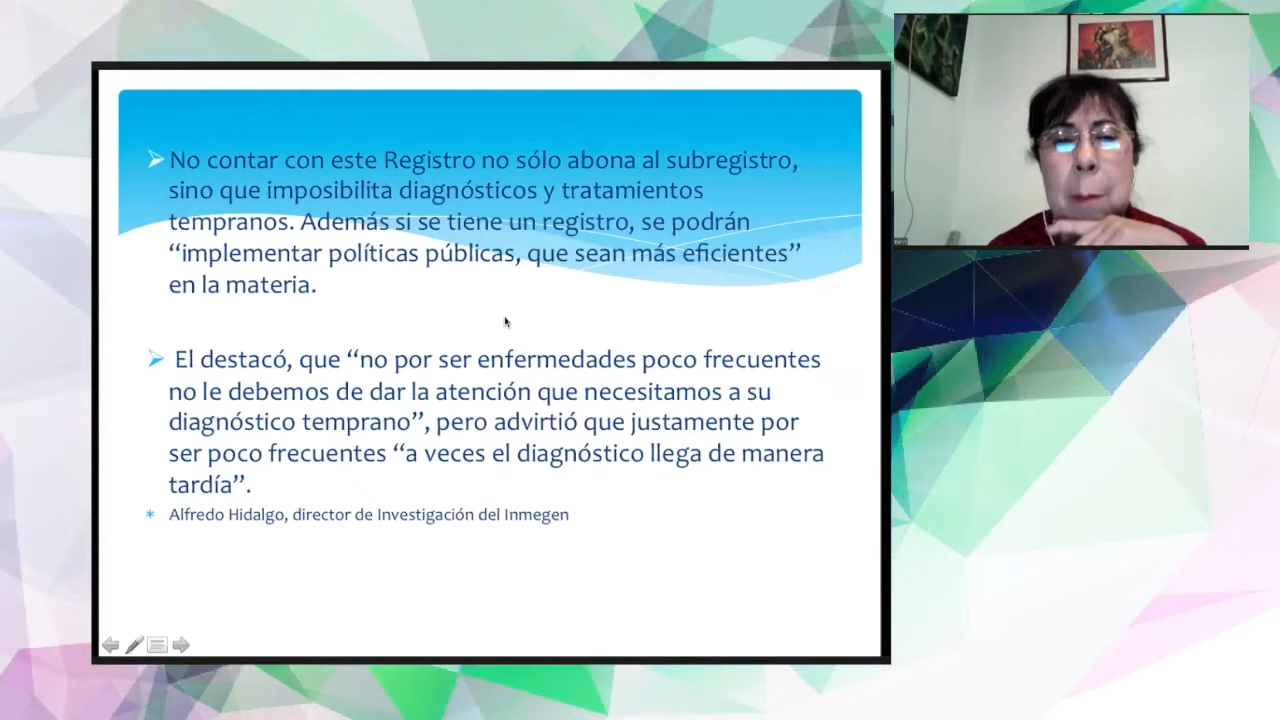 No contar con este Registro no sólo abona al subregistro,
sino que imposibilita diagnósticos y tratamientos
tempranos. Además si se tiene un registro, se podrán
“implementar políticas públicas, que sean más eficientes”
en la materia.
El destacó, que “no por ser enfermedades poco frecuentes
no le debemos de dar la atención que necesitamos a su
diagnóstico temprano”, pero advirtió que justamente por
ser poco frecuentes “a veces el diagnóstico llega de manera
tardía”.
* Alfredo Hidalgo, director de Investigación del Inmegen